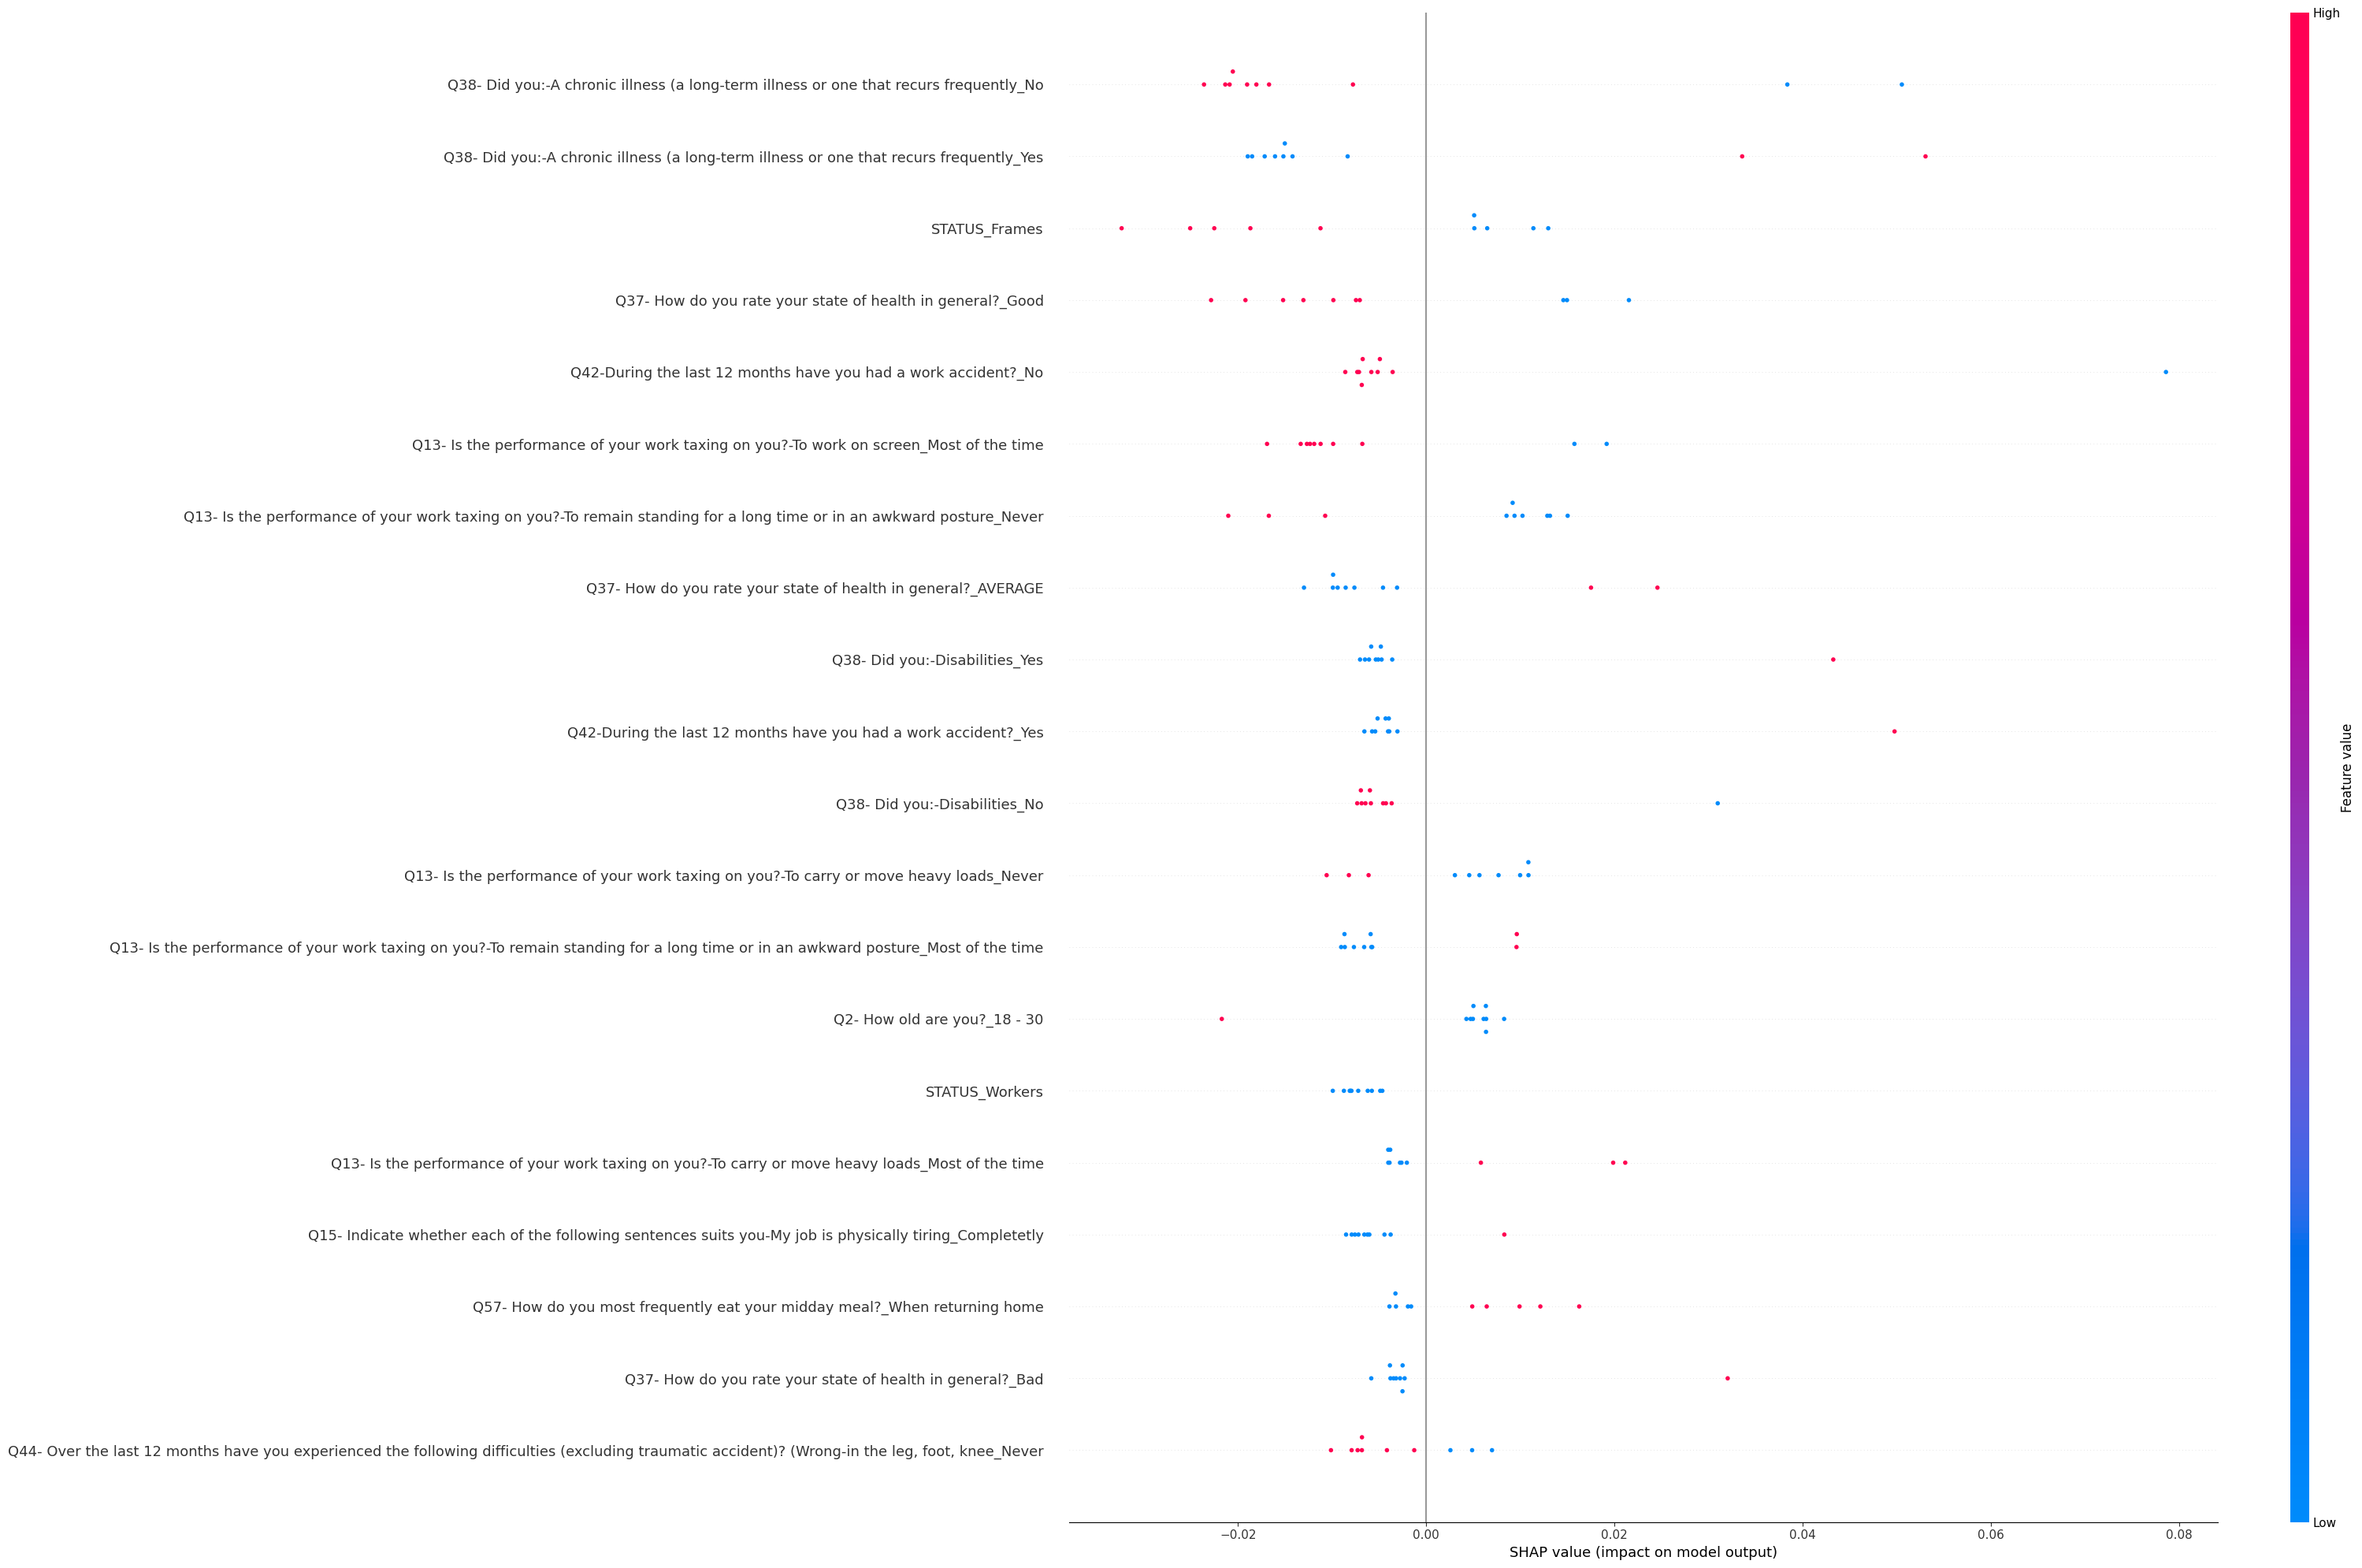 High
Q38- Did you:-A chronic illness (a long-term illness or one that recurs frequently_No
Q38- Did you:-A chronic illness (a long-term illness or one that recurs frequently_Yes
STATUS_Frames
Q37- How do you rate your state of health in general?_Good
Q42-During the last 12 months have you had a work accident?_No
Q13- Is the performance of your work taxing on you?-To work on screen_Most of the time
Q13- Is the performance of your work taxing on you?-To remain standing for a long time or in an awkward posture_Never
Q37- How do you rate your state of health in general?_AVERAGE
Q38- Did you:-Disabilities_Yes
Q42-During the last 12 months have you had a work accident?_Yes
Feature value
Q38- Did you:-Disabilities_No
Q13- Is the performance of your work taxing on you?-To carry or move heavy loads_Never
Q13- Is the performance of your work taxing on you?-To remain standing for a long time or in an awkward posture_Most of the time
Q2- How old are you?_18 - 30
STATUS_Workers
Q13- Is the performance of your work taxing on you?-To carry or move heavy loads_Most of the time
Q15- Indicate whether each of the following sentences suits you-My job is physically tiring_Completetly
Q57- How do you most frequently eat your midday meal?_When returning home
Q37- How do you rate your state of health in general?_Bad
Q44- Over the last 12 months have you experienced the following difficulties (excluding traumatic accident)? (Wrong-in the leg, foot, knee_Never
Low
−0.02 0.00 0.02 0.04 0.06 0.08
SHAP value (impact on model output)